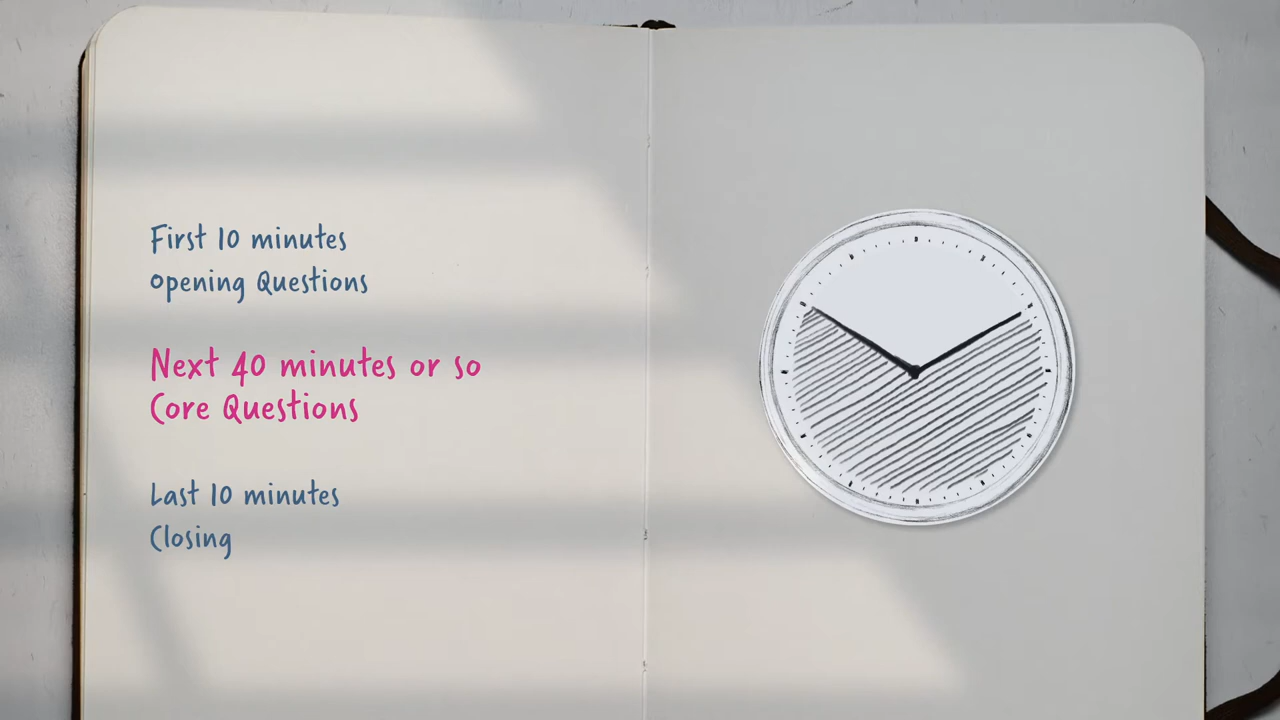 First 10 minutes
Opening Questions
Next 40 minutes or so
Core Questions
Last 10 minutes
Closing